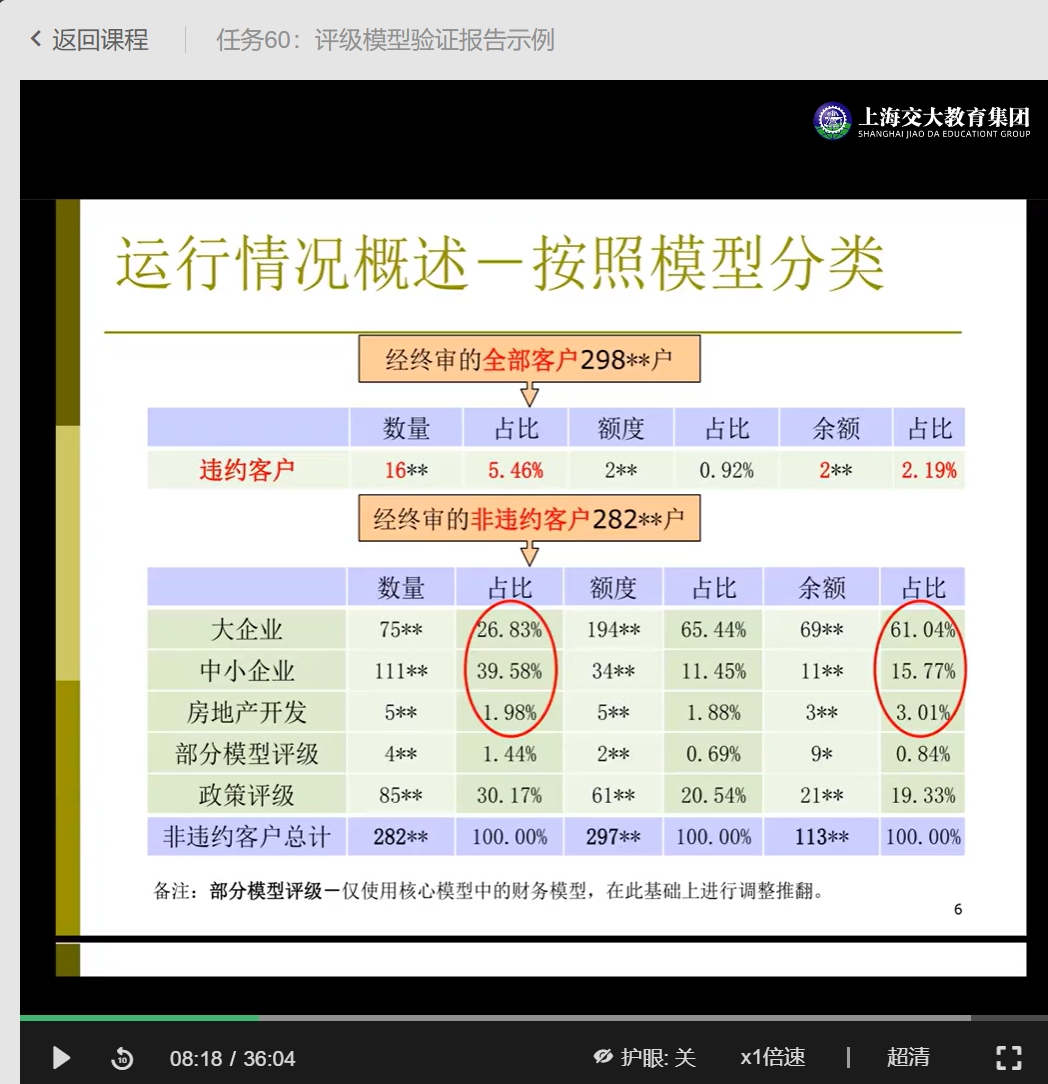 返回课程 任务60：评级模型验证报告示例
上海交大教育集团
SHANGHAI JIAO DA EDUCATIONT GROUP
运行情况概述－按照模型分类
经终审的全部客户298**户
数量 占比 额度 占比 余额 占比
违约客户 16** 5.46% 2** 0.92% 2** 2.19%
经终审的非违约客户282**户
数量 占比 额度 占比 余额 占比
大企业 75** 26.83% 194** 65.44% 69** 61.04%
中小企业 111** 39.58% 34** 11.45% 11** 15.77%
房地产开发 5** 1.98% 5** 1.88% 3** 3.01%
部分模型评级 4** 1.44% 2** 0.69% 9* 0.84%
政策评级 85** 30.17% 61** 20.54% 21** 19.33%
非违约客户总计 282** 100.00% 297** 100.00% 113** 100.00%
备注：部分模型评级－仅使用核心模型中的财务模型，在此基础上进行调整推翻。
6
10 08:18 / 36:04 护眼: 关 x1倍速 | 超清